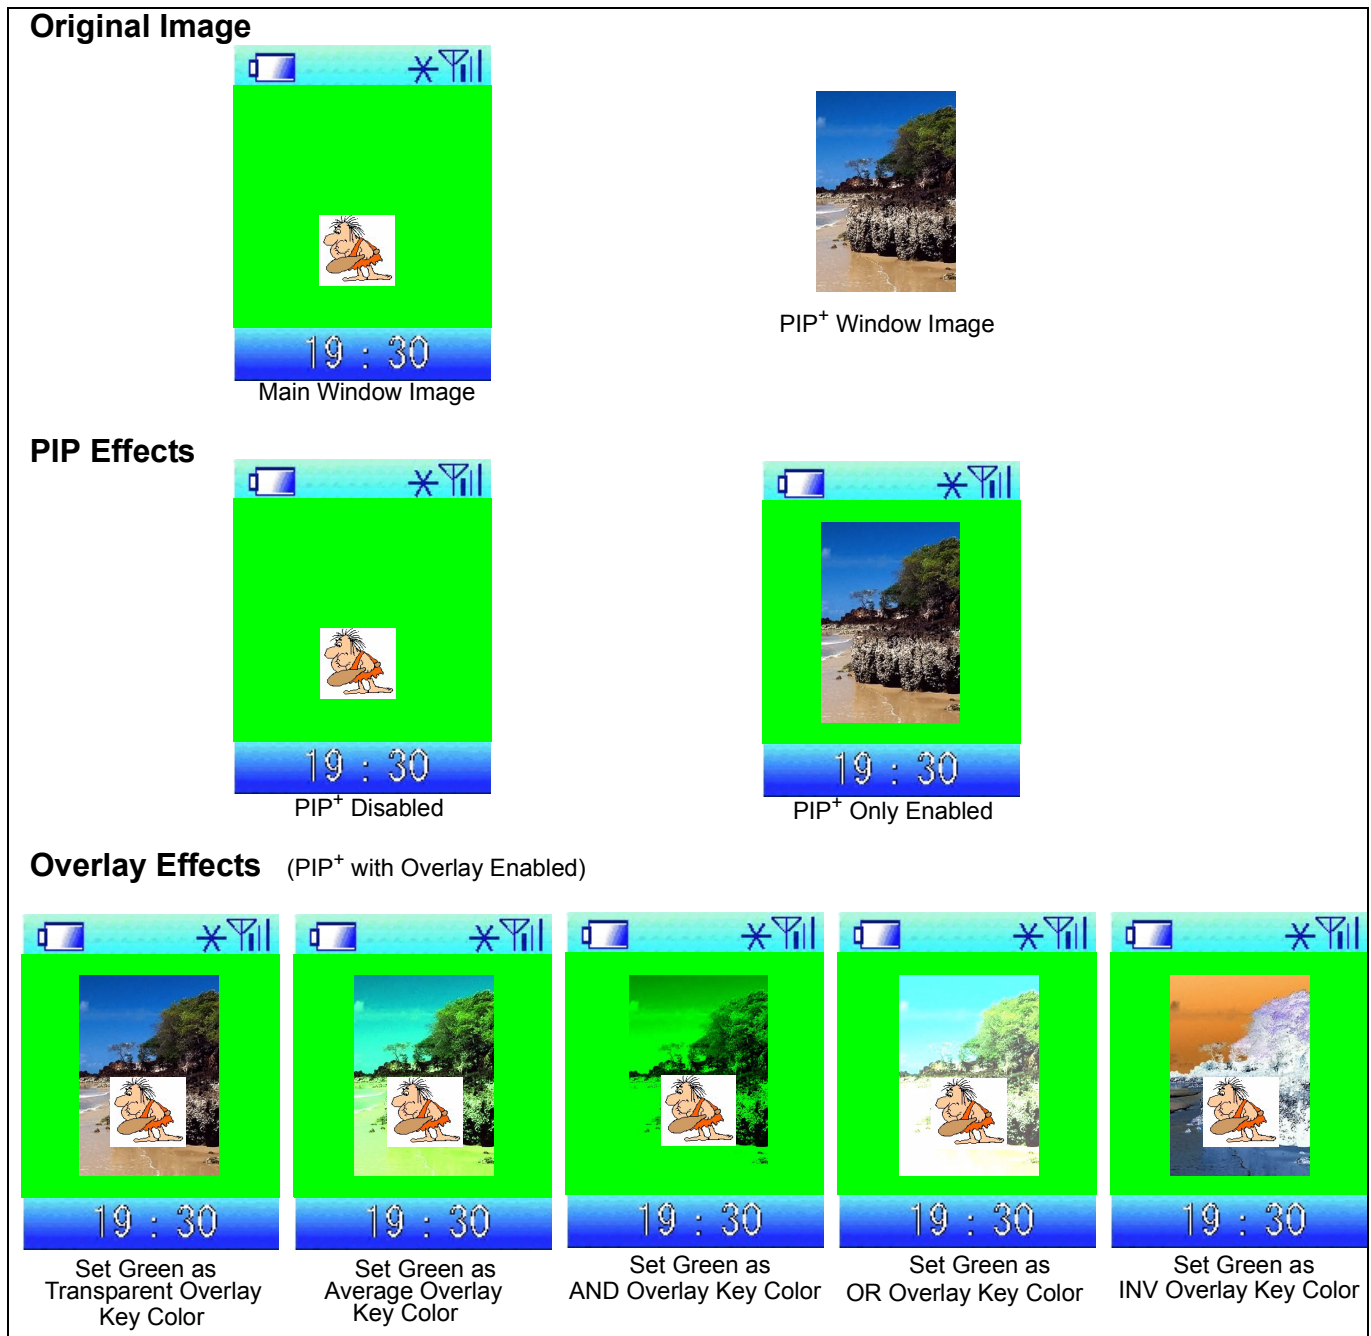 Original Image
19 : 30
Main Window Image
PIP+ Window Image
PIP Effects
19 : 30
PIP+ Disabled
19 : 30
PIP+ Only Enabled
Overlay Effects (PIP+ with Overlay Enabled)
19 : 30
Set Green as
Transparent Overlay
Key Color
19 : 30
Set Green as
Average Overlay
Key Color
19 : 30
Set Green as
AND Overlay Key Color
19 : 30
Set Green as
OR Overlay Key Color
19 : 30
Set Green as
INV Overlay Key Color